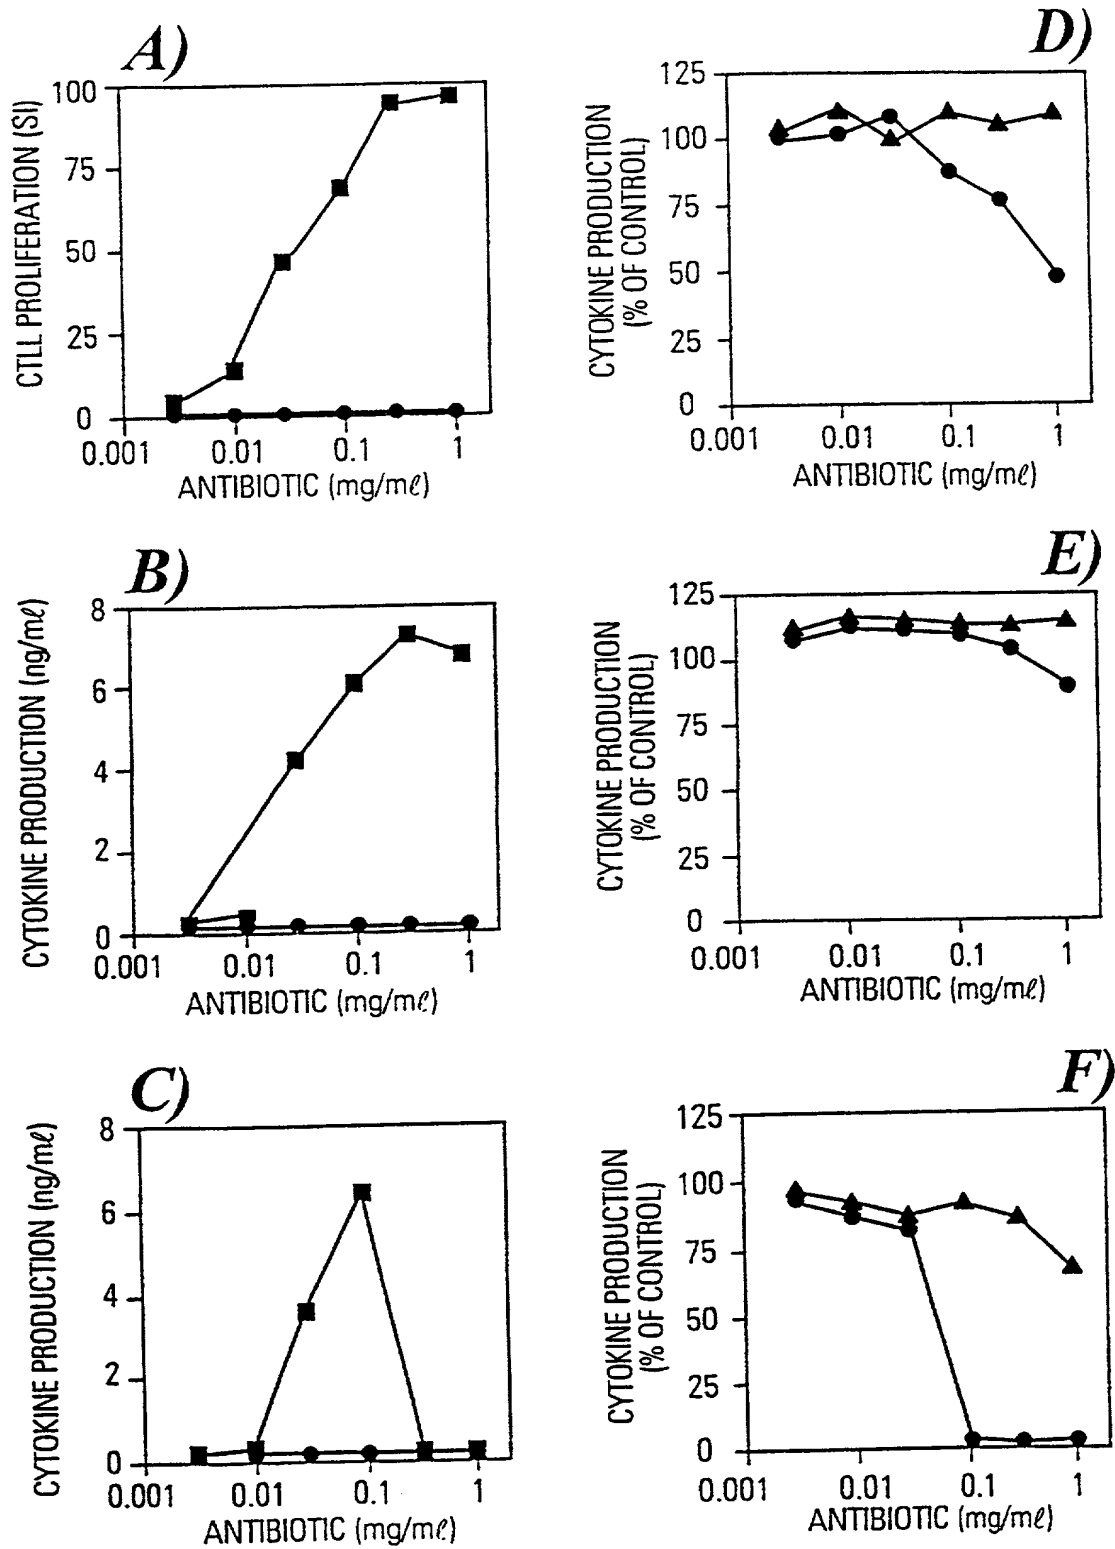 A)
CTLL PROLIFERATION (SI)
100
75
50
25
0
0.001 0.01 0.1 1
ANTIBIOTIC (mg/mℓ)
D)
CYTOKINE PRODUCTION
(% OF CONTROL)
125
100
75
50
25
0
0.001 0.01 0.1 1
ANTIBIOTIC (mg/mℓ)
B)
CYTOKINE PRODUCTION (ng/mℓ)
8
6
4
2
0
0.001 0.01 0.1 1
ANTIBIOTIC (mg/mℓ)
E)
CYTOKINE PRODUCTION
(% OF CONTROL)
125
100
75
50
25
0
0.001 0.01 0.1 1
ANTIBIOTIC (mg/mℓ)
C)
CYTOKINE PRODUCTION (ng/mℓ)
8
6
4
2
0
0.001 0.01 0.1 1
ANTIBIOTIC (mg/mℓ)
F)
CYTOKINE PRODUCTION
(% OF CONTROL)
125
100
75
50
25
0
0.001 0.01 0.1 1
ANTIBIOTIC (mg/mℓ)